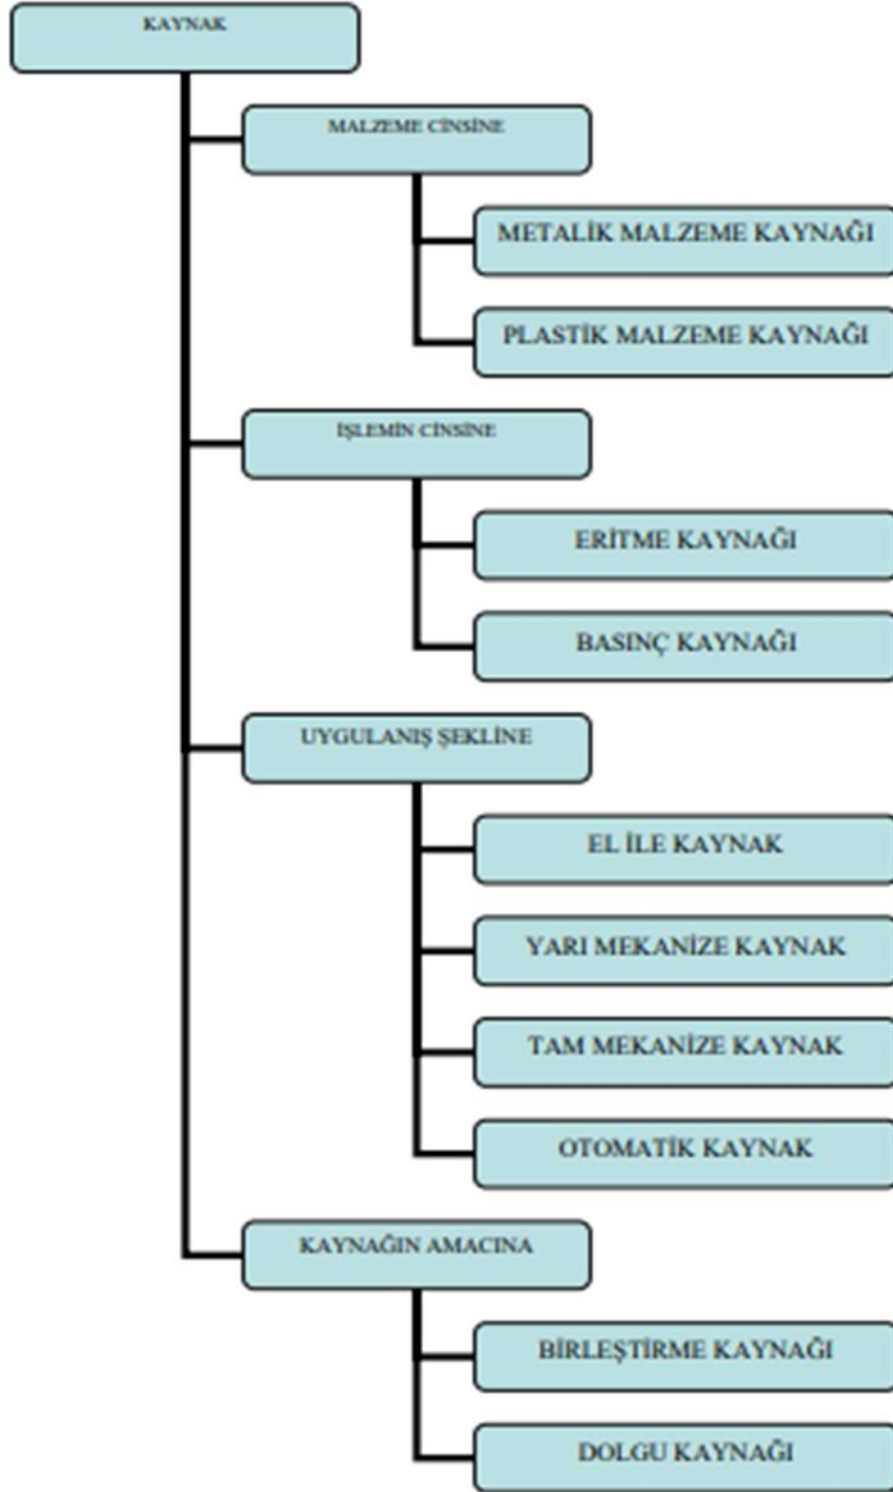 KAYNAK
MALZEME CİNSİNE
METALİK MALZEME KAYNAĞI
PLASTİK MALZEME KAYNAĞI
İŞLEMİN CİNSİNE
ERİTME KAYNAĞI
BASINÇ KAYNAĞI
UYGULANIŞ ŞEKLİNE
EL İLE KAYNAK
YARI MEKANİZE KAYNAK
TAM MEKANİZE KAYNAK
OTOMATİK KAYNAK
KAYNAĞIN AMACINA
BİRLEŞTİRME KAYNAĞI
DOLGU KAYNAĞI